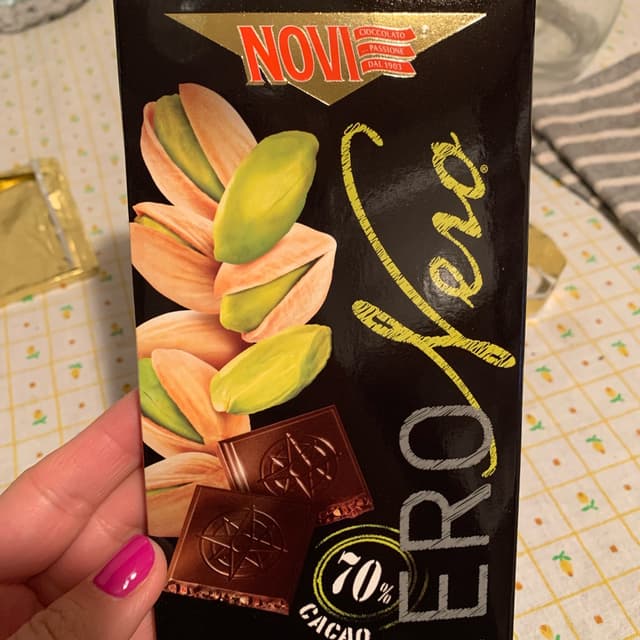 NOVI
CIOCCOLATO
PASSIONE
DAL 1903
Nero
ERO
70%
CACAO